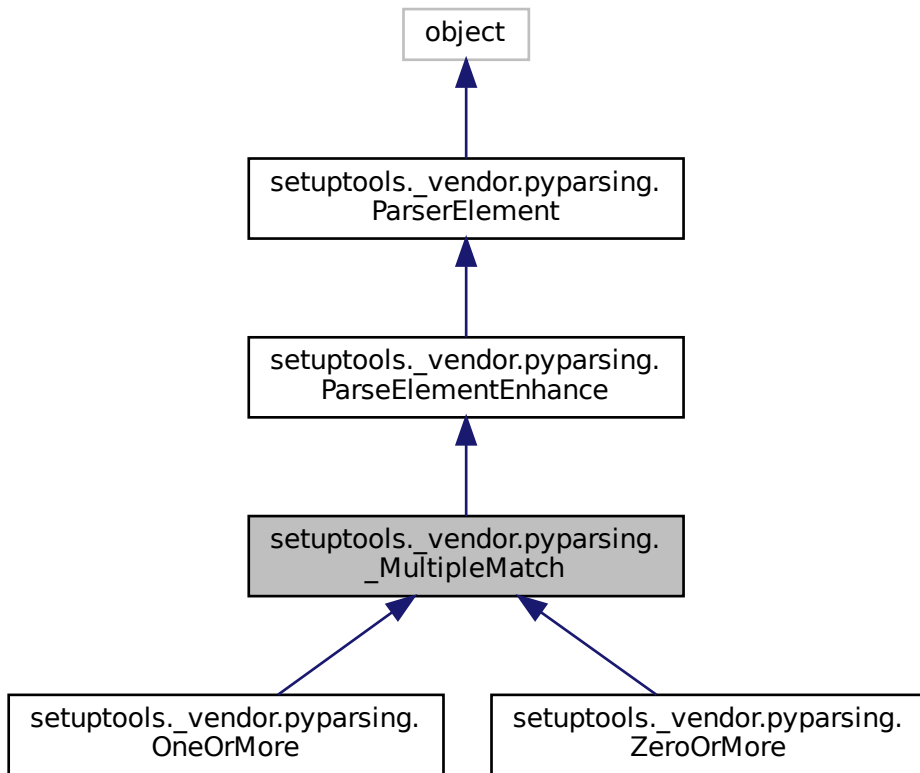 object
setuptools._vendor.pyparsing.
ParserElement
setuptools._vendor.pyparsing.
ParseElementEnhance
setuptools._vendor.pyparsing.
_MultipleMatch
setuptools._vendor.pyparsing.
OneOrMore
setuptools._vendor.pyparsing.
ZeroOrMore